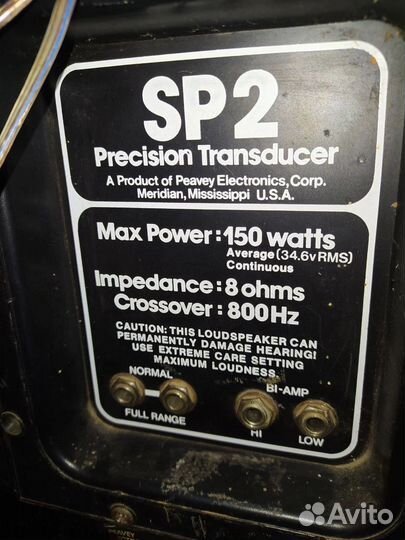 SP2
Precision Transducer
A Product of Peavey Electronics, Corp.
Meridian, Mississippi U.S.A.
Max Power: 150 watts
Average (34.6v RMS)
Continuous
Impedance: 8 ohms
Crossover: 800Hz
CAUTION: THIS LOUDSPEAKER CAN
PERMANENTLY DAMAGE HEARING!
USE EXTREME CARE SETTING
MAXIMUM LOUDNESS.
NORMAL
BI-AMP
FULL RANGE
HI
LOW
PEAVEY
Avito